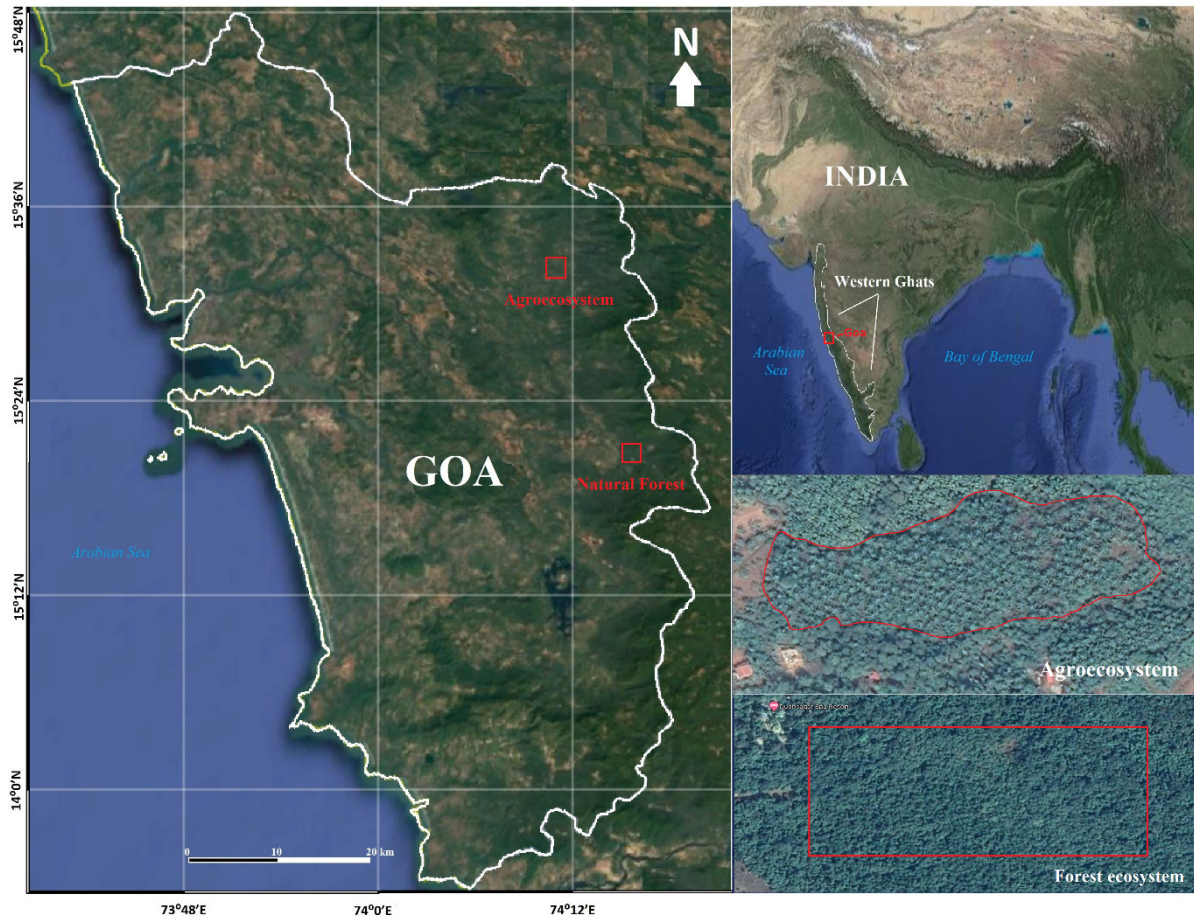 15°48'N
15°36'N
15°24'N
15°12'N
14°0'N
N
Agroecosystem
GOA
Natural Forest
Arabian Sea
0 10 20 km
73°48'E
74°0'E
74°12'E
INDIA
Western Ghats
Goa
Arabian
Sea
Bay of Bengal
Agroecosystem
Resort
Forest ecosystem